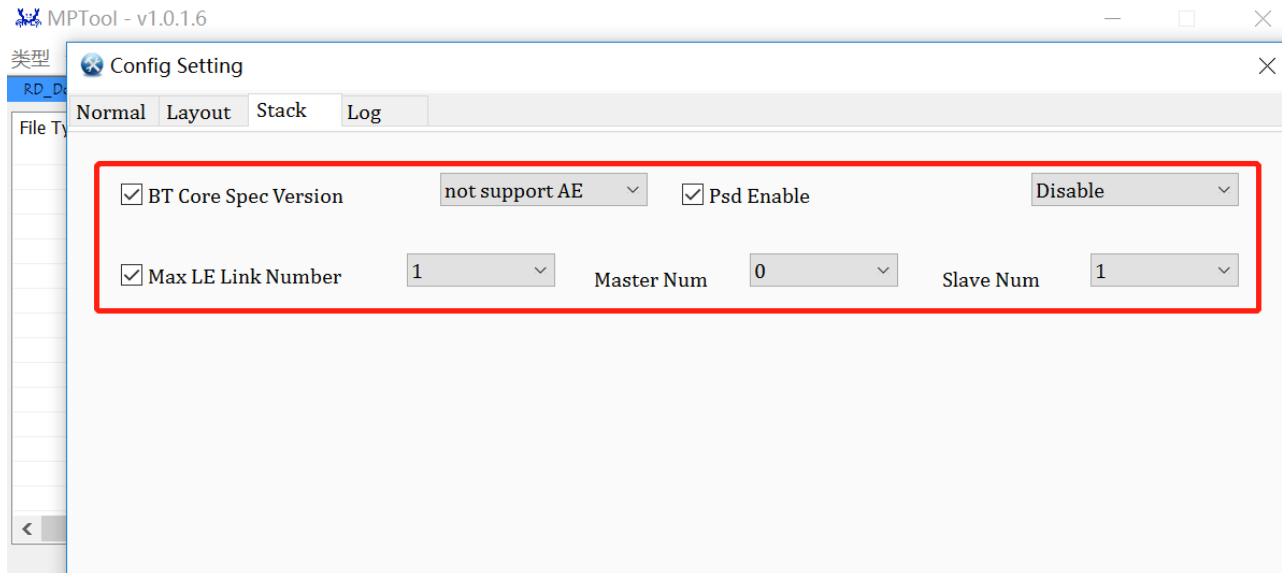 MPTool - v1.0.1.6
类型
Config Setting
Normal Layout Stack Log
File Ty
BT Core Spec Version not support AE Psd Enable Disable
Max LE Link Number 1 Master Num 0 Slave Num 1